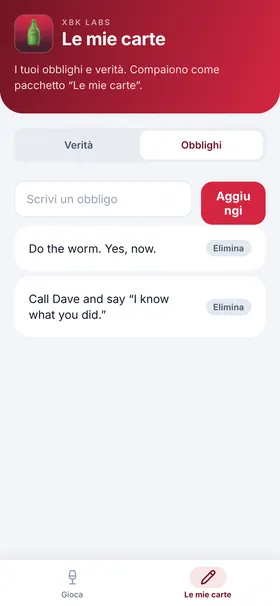 XBK LABS
Le mie carte
I tuoi obblighi e verità. Compaiono come
pacchetto “Le mie carte”.
Verità
Obblighi
Scrivi un obbligo
Aggiu
ngi
Do the worm. Yes, now.
Elimina
Call Dave and say “I know
what you did.”
Elimina
Gioca
Le mie carte